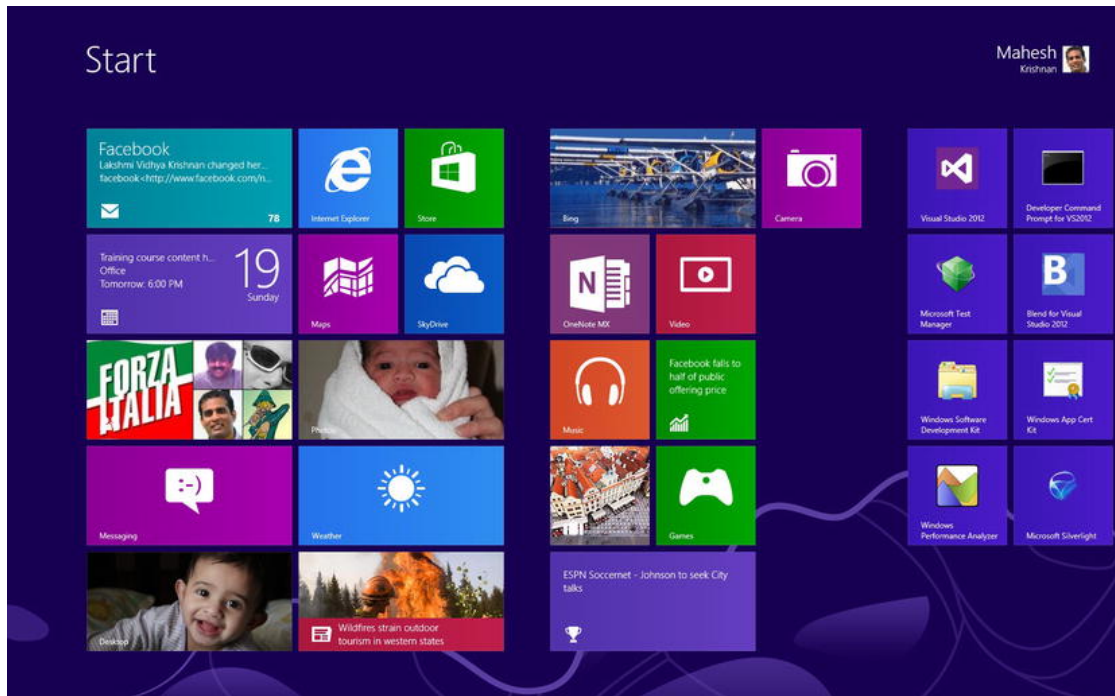 Start
Mahesh
Krishnan
Facebook
Lakshmi Vidhya Krishnan changed her...
facebook<http://www.facebook.com/n...
78
Internet Explorer
Store
Training course content h...
Office
Tomorrow: 6:00 PM
19
Sunday
Maps
SkyDrive
FORZA
ITALIA
Photos
:-)
Messaging
Weather
Desktop
Wildfires strain outdoor
tourism in western states
Bing
Camera
N
OneNote MX
Video
Music
Facebook falls to
half of public
offering price
Games
ESPN Soccernet - Johnson to seek City
talks
Visual Studio 2012
Developer Command
Prompt for VS2012
Microsoft Test
Manager
B
Blend for Visual
Studio 2012
Windows Software
Development Kit
Windows App Cert
Kit
Windows
Performance Analyzer
Microsoft Silverlight